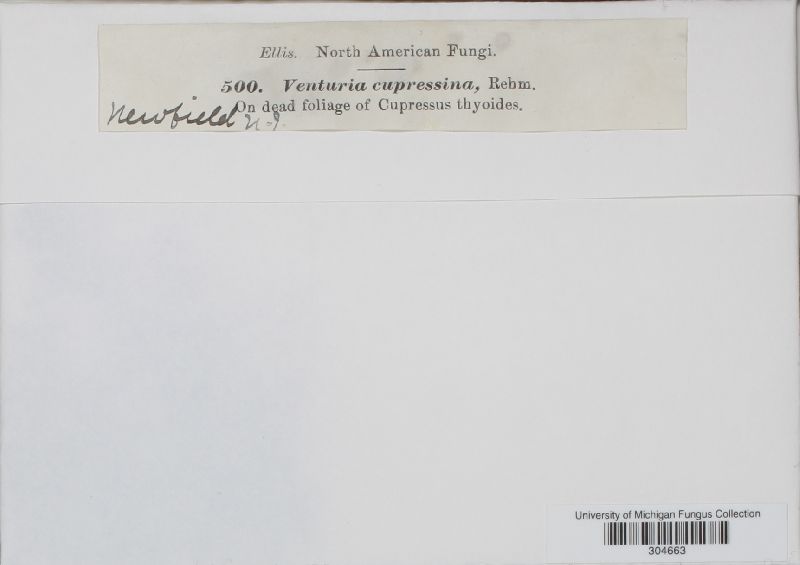 Ellis. North American Fungi.
500. Venturia cupressina, Rehm.
On dead foliage of Cupressus thyoides.
Newfield N.J.
University of Michigan Fungus Collection
304663